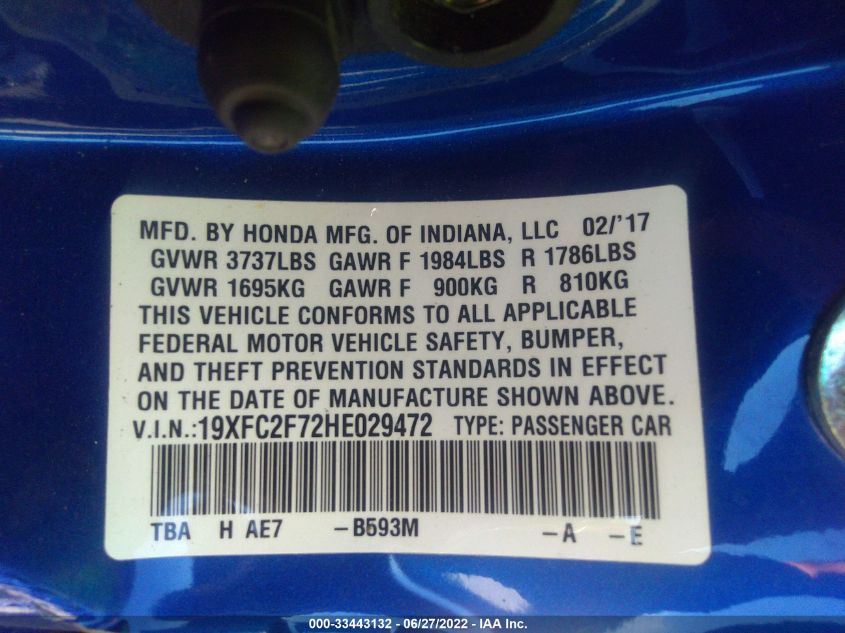 MFD. BY HONDA MFG. OF INDIANA, LLC 02/'17
GVWR 3737LBS GAWR F 1984LBS R 1786LBS
GVWR 1695KG GAWR F 900KG R 810KG
THIS VEHICLE CONFORMS TO ALL APPLICABLE
FEDERAL MOTOR VEHICLE SAFETY, BUMPER,
AND THEFT PREVENTION STANDARDS IN EFFECT
ON THE DATE OF MANUFACTURE SHOWN ABOVE.
V.I.N.:19XFC2F72HE029472 TYPE: PASSENGER CAR
TBA H AE7 -B593M -A -E
000-33443132 - 06/27/2022 - IAA Inc.